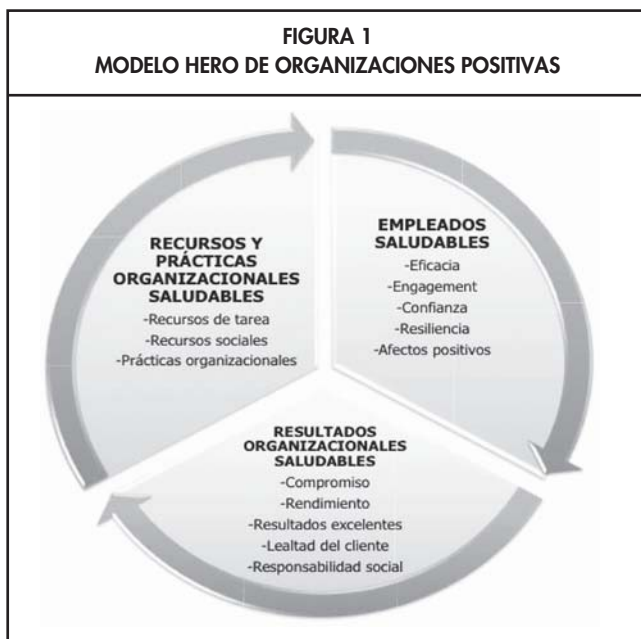 FIGURA 1
MODELO HERO DE ORGANIZACIONES POSITIVAS
RECURSOS Y
PRÁCTICAS
ORGANIZACIONALES
SALUDABLES
-Recursos de tarea
-Recursos sociales
-Prácticas organizacionales
EMPLEADOS
SALUDABLES
-Eficacia
-Engagement
-Confianza
-Resiliencia
-Afectos positivos
RESULTADOS
ORGANIZACIONALES
SALUDABLES
-Compromiso
-Rendimiento
-Resultados excelentes
-Lealtad del cliente
-Responsabilidad social